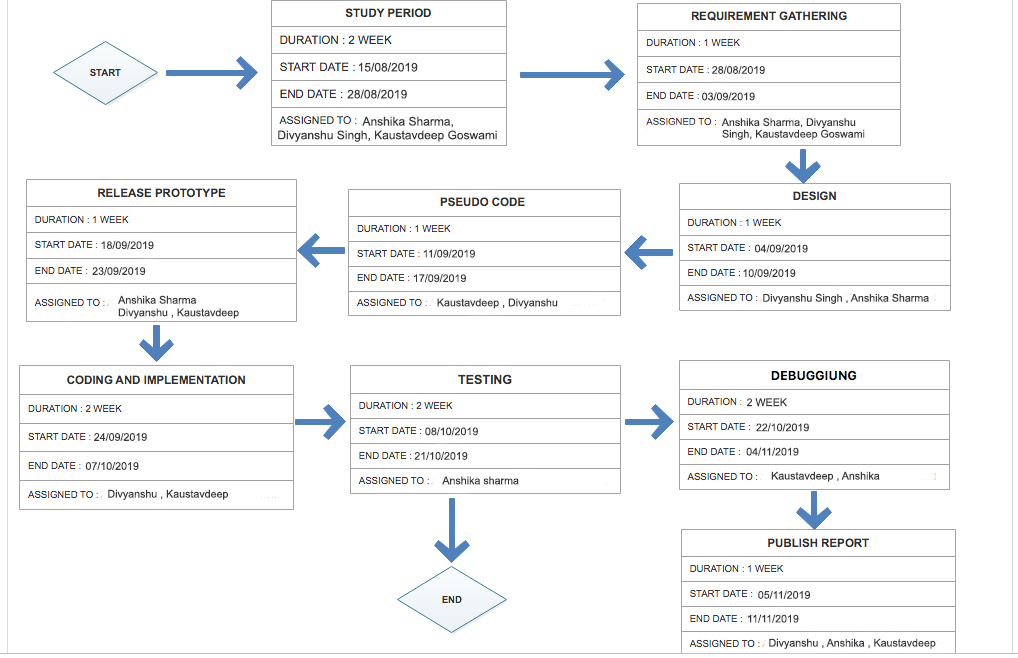 START
STUDY PERIOD
DURATION : 2 WEEK
START DATE : 15/08/2019
END DATE : 28/08/2019
ASSIGNED TO : Anshika Sharma,
Divyanshu Singh, Kaustavdeep Goswami
REQUIREMENT GATHERING
DURATION : 1 WEEK
START DATE : 28/08/2019
END DATE : 03/09/2019
ASSIGNED TO : Anshika Sharma, Divyanshu
Singh, Kaustavdeep Goswami
DESIGN
DURATION : 1 WEEK
START DATE : 04/09/2019
END DATE : 10/09/2019
ASSIGNED TO : Divyanshu Singh , Anshika Sharma
PSEUDO CODE
DURATION : 1 WEEK
START DATE : 11/09/2019
END DATE : 17/09/2019
ASSIGNED TO : Kaustavdeep , Divyanshu
RELEASE PROTOTYPE
DURATION : 1 WEEK
START DATE : 18/09/2019
END DATE : 23/09/2019
ASSIGNED TO : Anshika Sharma
Divyanshu , Kaustavdeep
CODING AND IMPLEMENTATION
DURATION : 2 WEEK
START DATE : 24/09/2019
END DATE : 07/10/2019
ASSIGNED TO : Divyanshu , Kaustavdeep
TESTING
DURATION : 2 WEEK
START DATE : 08/10/2019
END DATE : 21/10/2019
ASSIGNED TO : Anshika sharma
DEBUGGIUNG
DURATION : 2 WEEK
START DATE : 22/10/2019
END DATE : 04/11/2019
ASSIGNED TO : Kaustavdeep , Anshika
PUBLISH REPORT
DURATION : 1 WEEK
START DATE : 05/11/2019
END DATE : 11/11/2019
ASSIGNED TO : Divyanshu , Anshika , Kaustavdeep
END